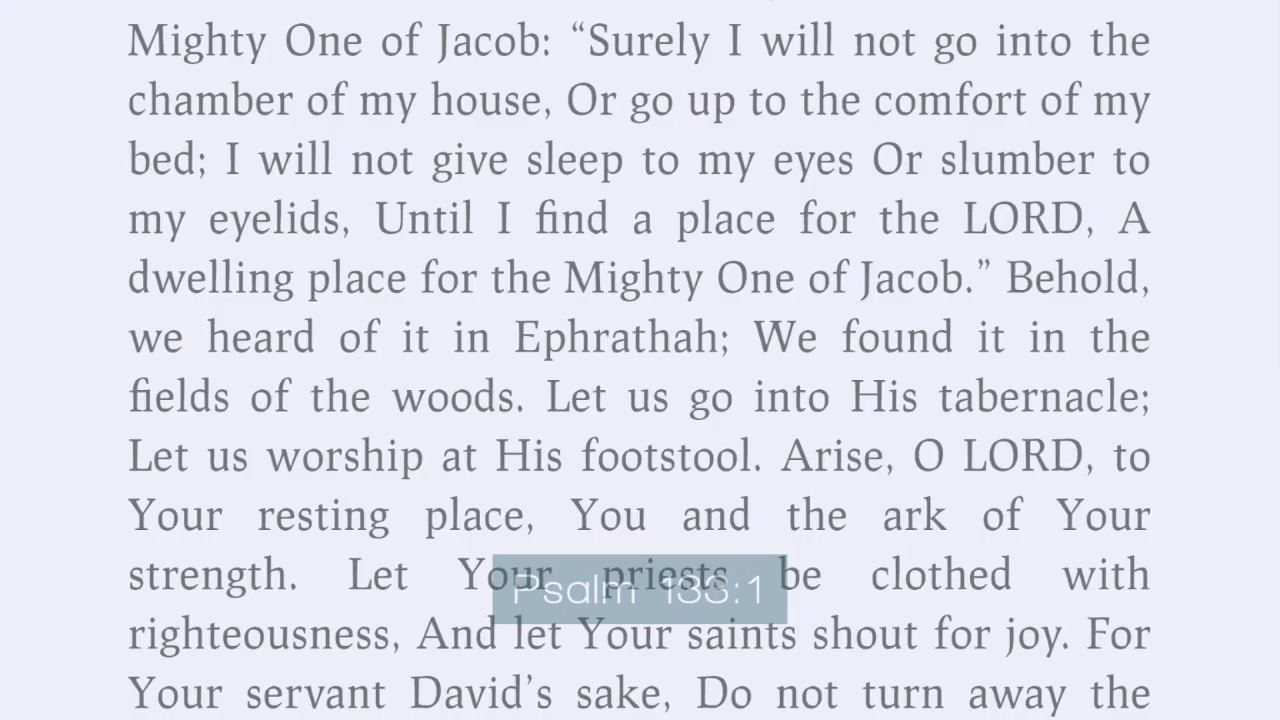 Mighty One of Jacob: “Surely I will not go into the
chamber of my house, Or go up to the comfort of my
bed; I will not give sleep to my eyes Or slumber to
my eyelids, Until I find a place for the LORD, A
dwelling place for the Mighty One of Jacob.” Behold,
we heard of it in Ephrathah; We found it in the
fields of the woods. Let us go into His tabernacle;
Let us worship at His footstool. Arise, O LORD, to
Your resting place, You and the ark of Your
strength. Let Your priests be clothed with
Psalm 133:1
righteousness, And let Your saints shout for joy. For
Your servant David’s sake, Do not turn away the